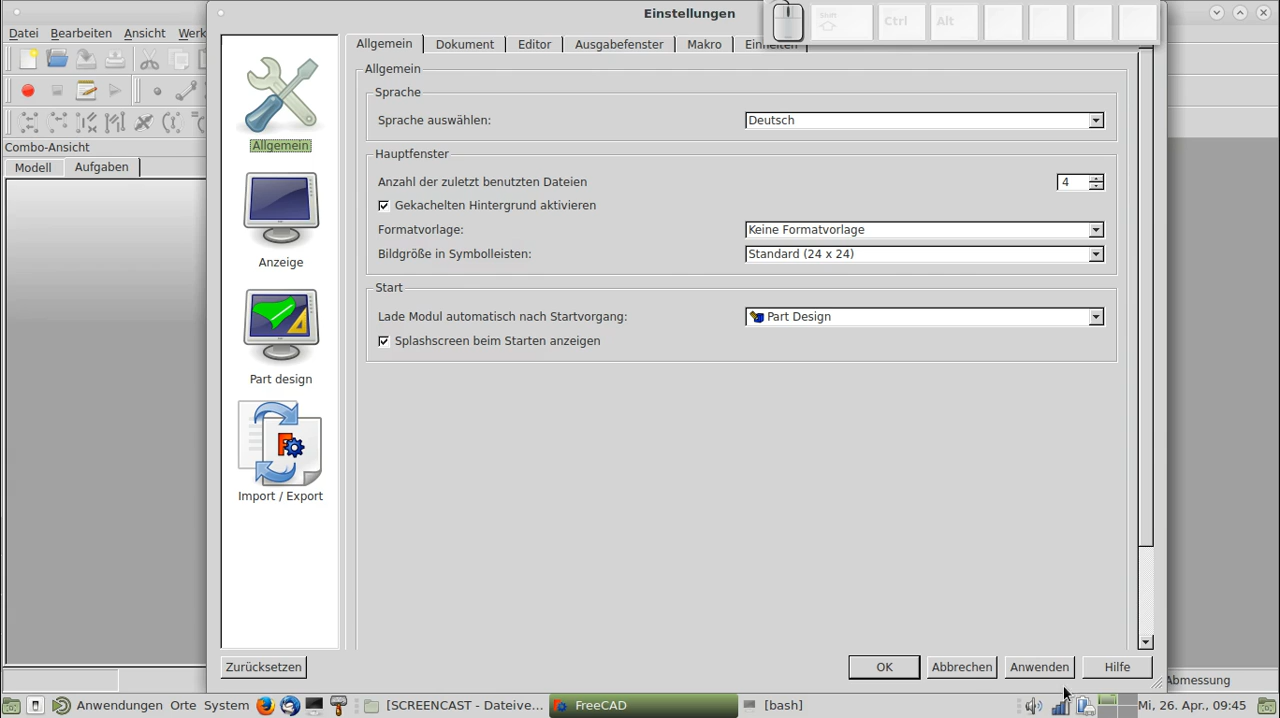 Einstellungen
Ctrl Alt
Datei Bearbeiten Ansicht
Combo-Ansicht
Modell Aufgaben
Allgemein
Anzeige
Part design
Import / Export
Allgemein Dokument Editor Ausgabefenster Makro Einheiten
Allgemein
Sprache
Sprache auswählen: Deutsch
Hauptfenster
Anzahl der zuletzt benutzten Dateien 4
Gekachelten Hintergrund aktivieren
Formatvorlage: Keine Formatvorlage
Bildgröße in Symbolleisten: Standard (24 x 24)
Start
Lade Modul automatisch nach Startvorgang: Part Design
Splashscreen beim Starten anzeigen
Zurücksetzen OK Abbrechen Anwenden Hilfe
Abmessung
Anwendungen Orte System [SCREENCAST - Dateive... FreeCAD [bash] Mi, 26. Apr., 09:45